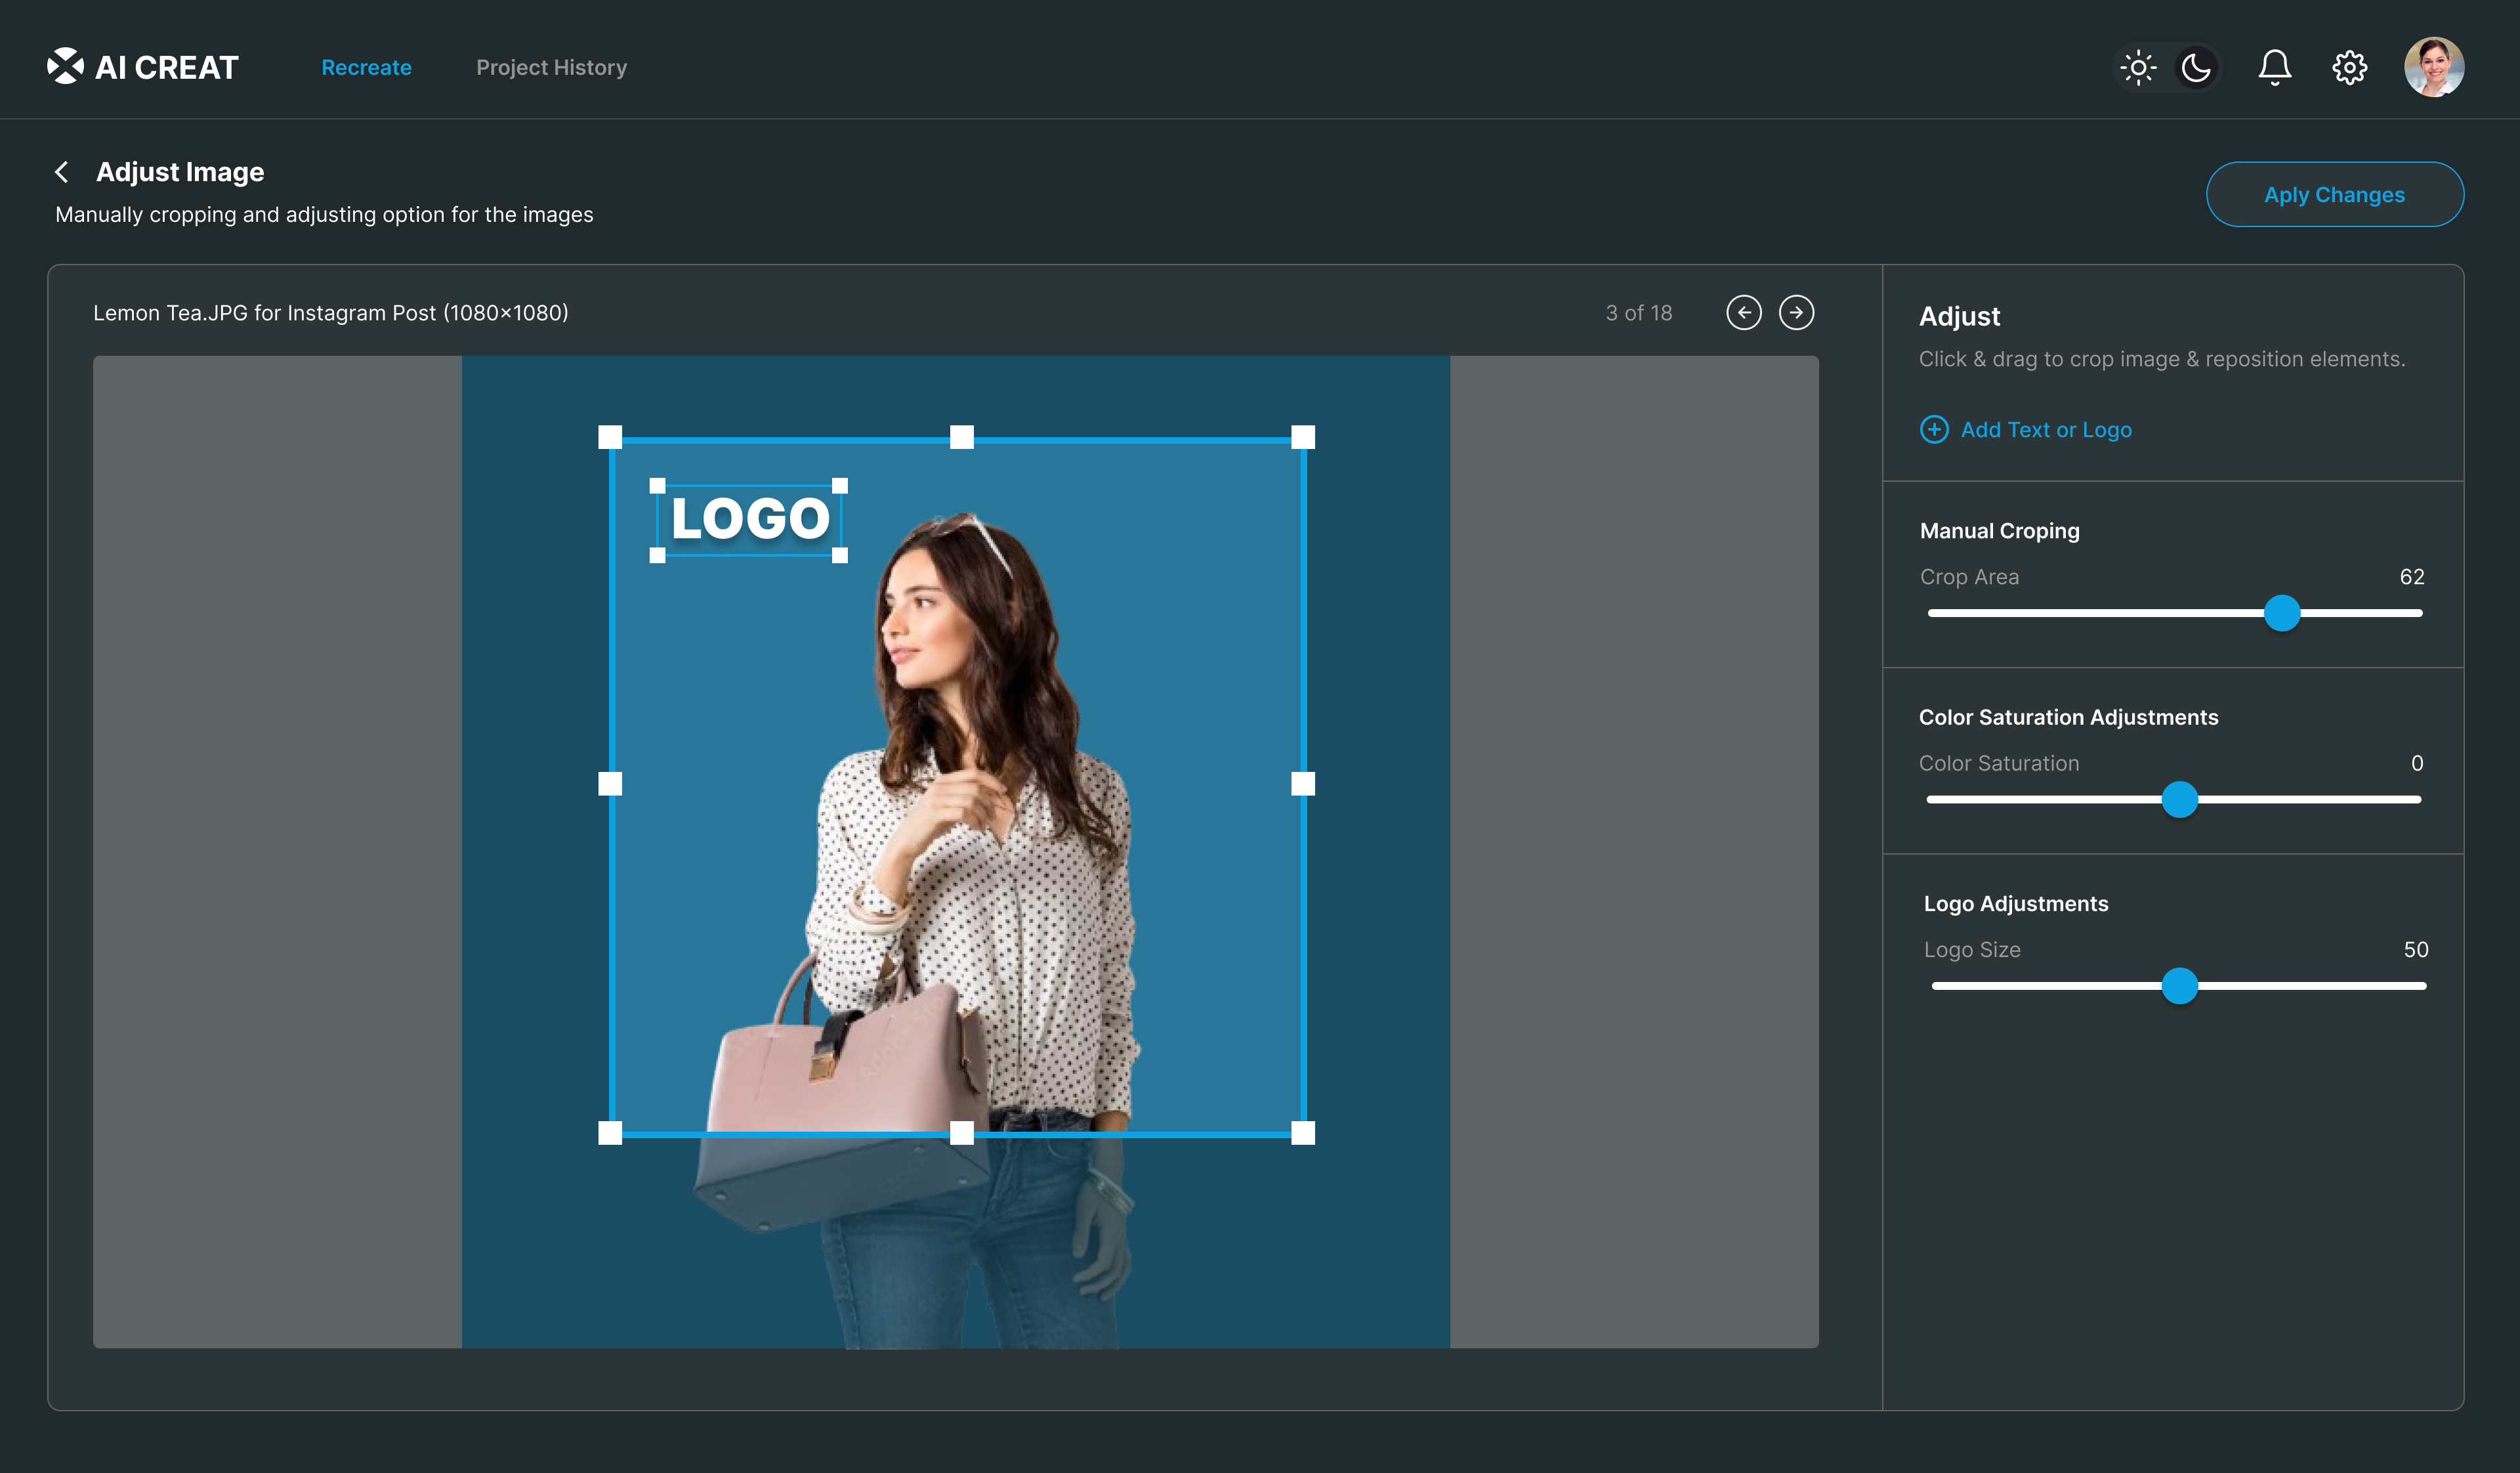 AI CREAT
Recreate
Project History
Adjust Image
Manually cropping and adjusting option for the images
Aply Changes
Lemon Tea.JPG for Instagram Post (1080×1080)
3 of 18
LOGO
Adjust
Click & drag to crop image & reposition elements.
Add Text or Logo
Manual Croping
Crop Area
62
Color Saturation Adjustments
Color Saturation
0
Logo Adjustments
Logo Size
50